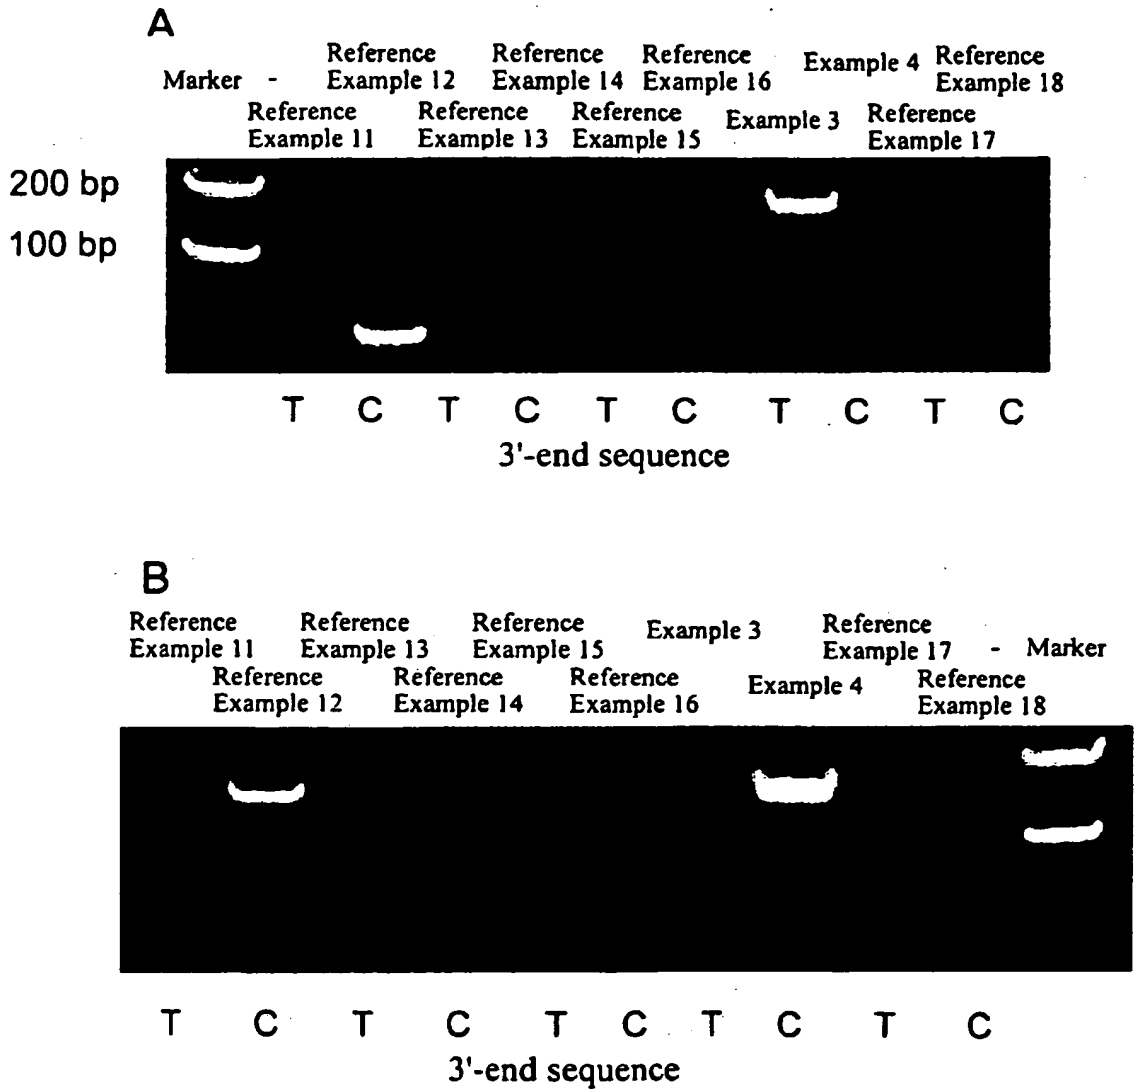 A
Marker - Reference Example 12 Reference Example 14 Reference Example 16 Example 4 Reference Example 18
Reference Example 11 Reference Example 13 Reference Example 15 Example 3 Reference Example 17
200 bp
100 bp
T C T C T C T C T C
3'-end sequence
B
Reference Example 11 Reference Example 13 Reference Example 15 Example 3 Reference Example 17 - Marker
Reference Example 12 Reference Example 14 Reference Example 16 Example 4 Reference Example 18
T C T C T C T C T C
3'-end sequence